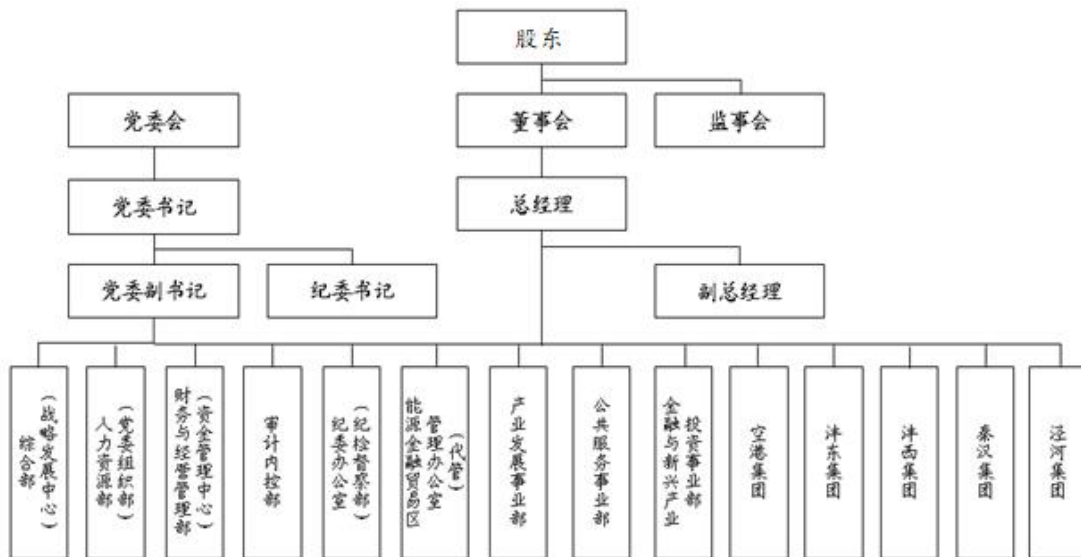 股东
党委会
董事会
监事会
党委书记
总经理
党委副书记
纪委书记
副总经理
综合部
（战略发展中心）
人力资源部
（党委组织部）
财务与经营管理部
（资金管理中心）
审计内控部
纪委办公室
（纪检督察部）
能源金融贸易区
管理办公室
（代管）
产业发展事业部
公共服务事业部
金融与新兴产业
投资事业部
空港集团
沣东集团
沣西集团
秦汉集团
泾河集团